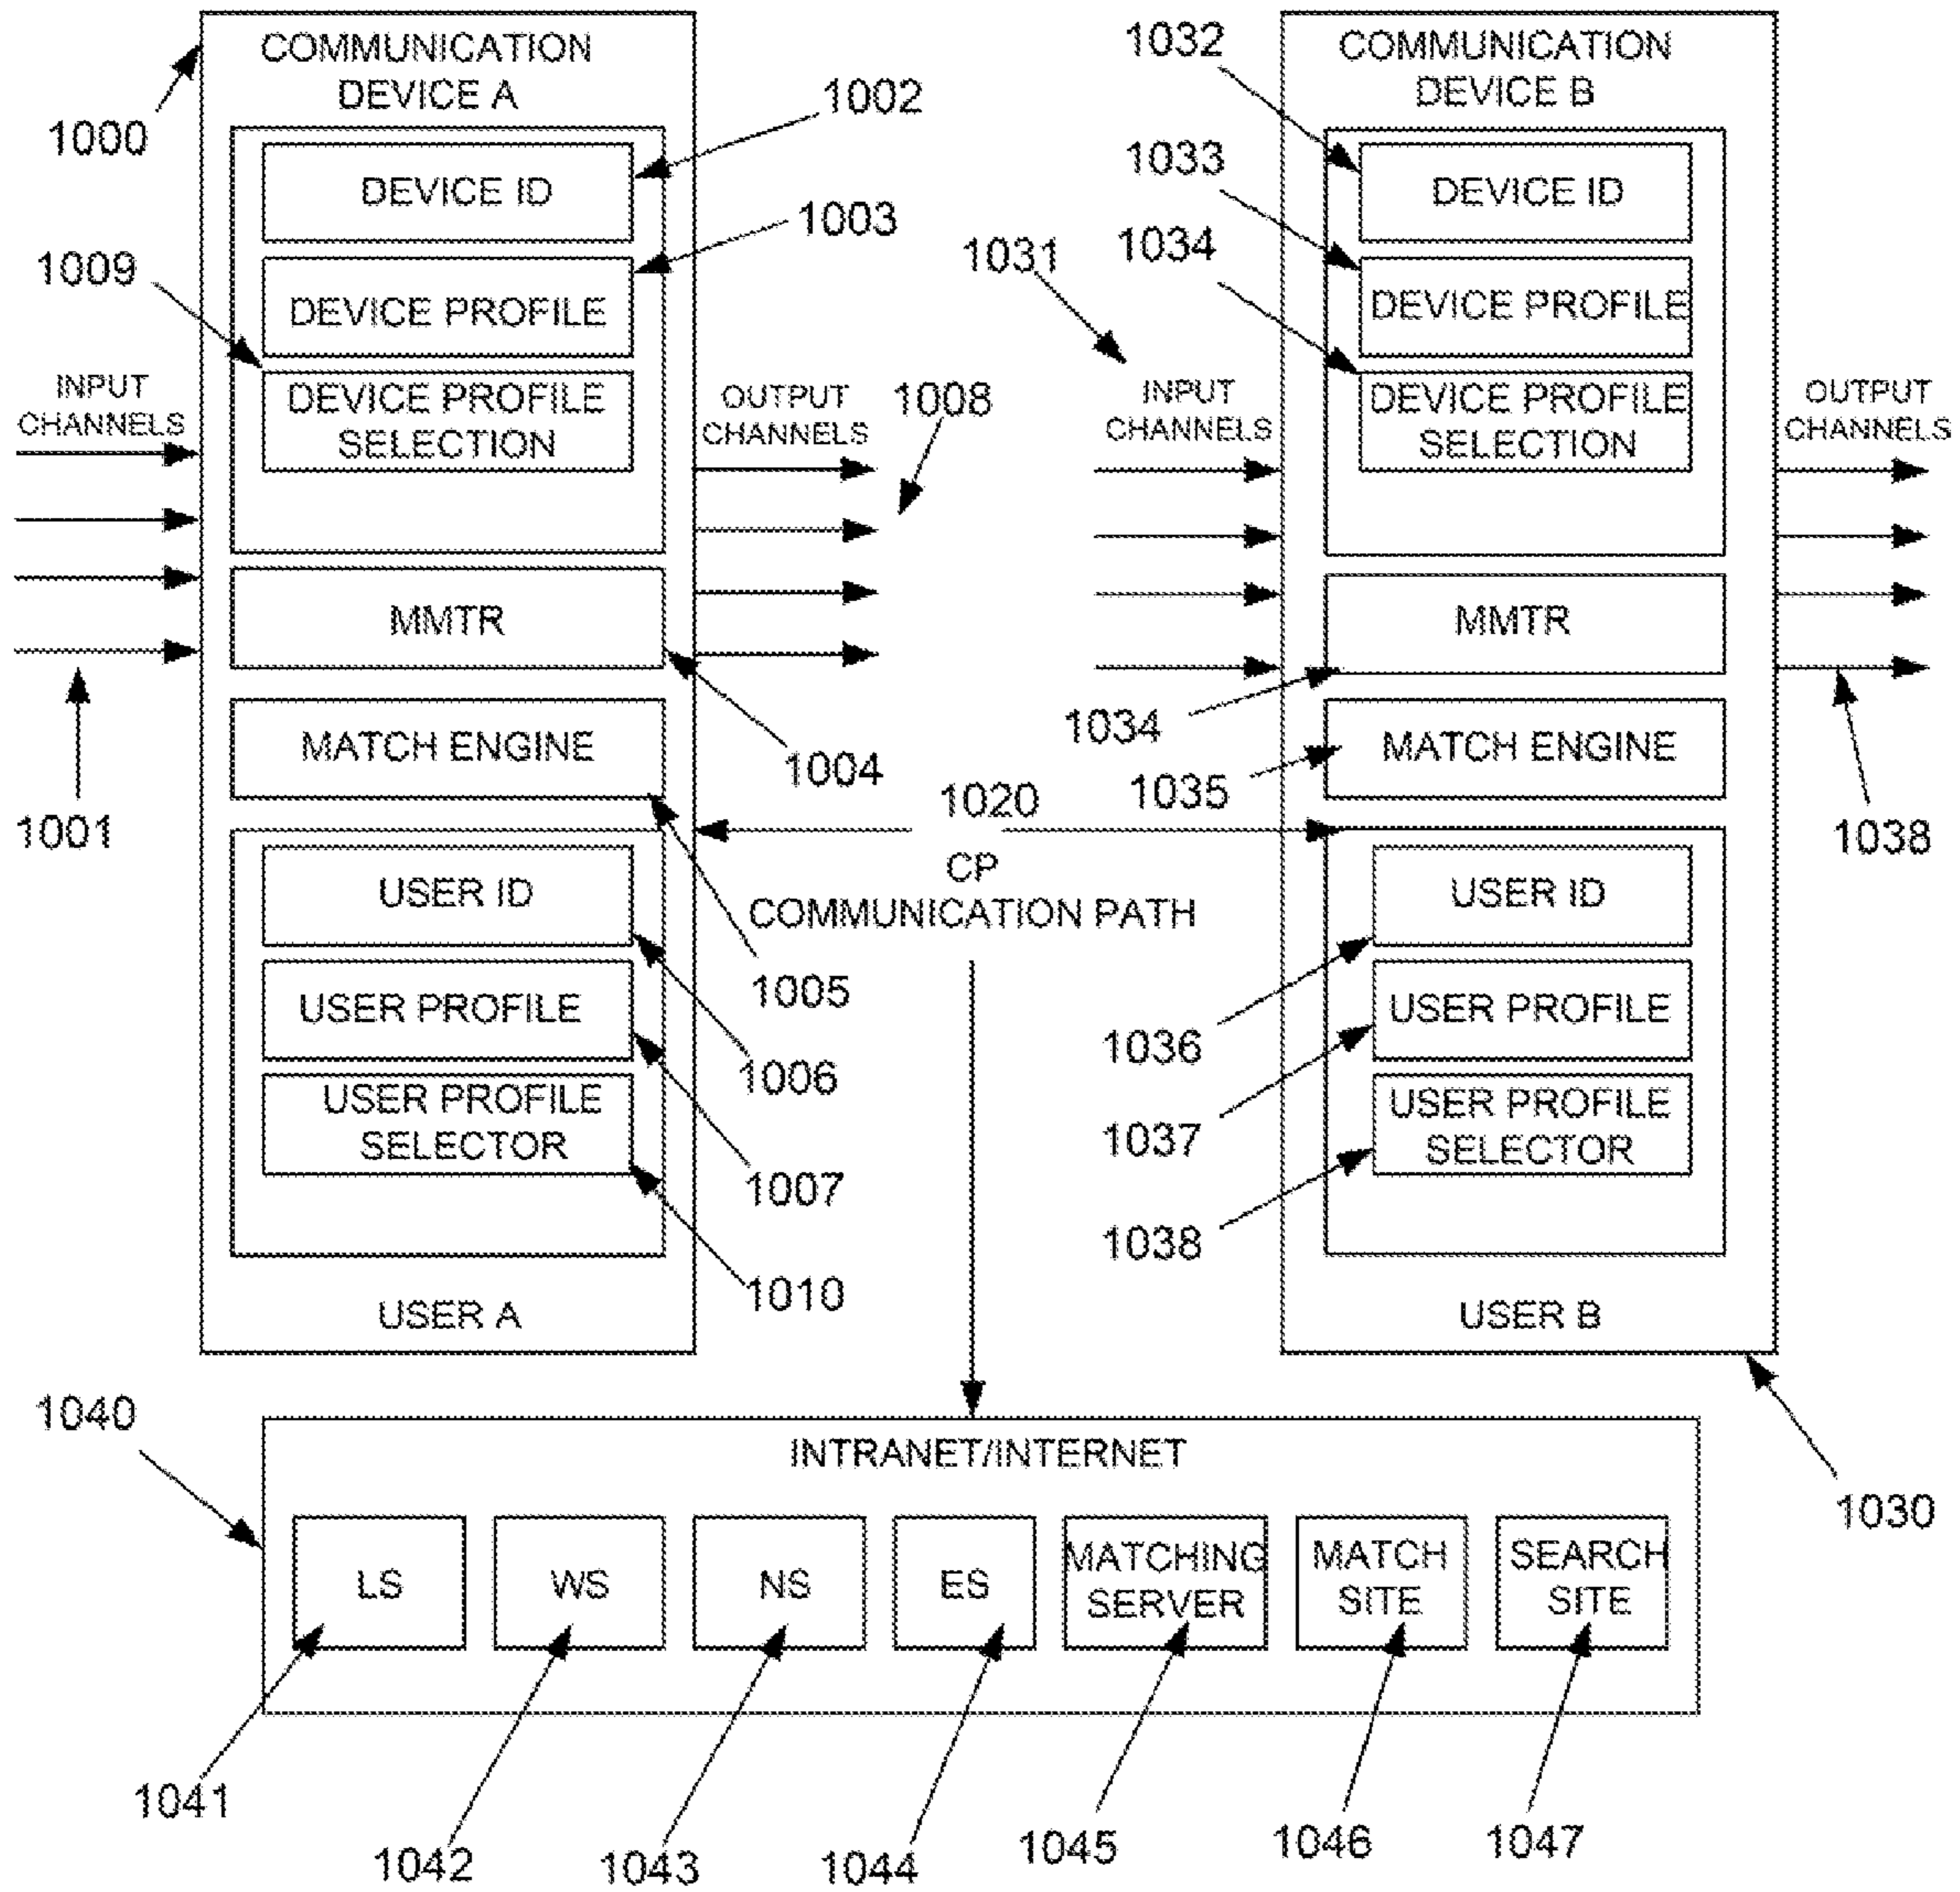 COMMUNICATION
DEVICE A
1000
1002
DEVICE ID
1003
DEVICE PROFILE
1009
DEVICE PROFILE
SELECTION
INPUT
CHANNELS
OUTPUT
CHANNELS
1008
MMTR
1004
1001
MATCH ENGINE
1005
USER ID
1006
USER PROFILE
1007
USER PROFILE
SELECTOR
1010
USER A
1020
CP
COMMUNICATION PATH
COMMUNICATION
DEVICE B
1032
DEVICE ID
1033
DEVICE PROFILE
1034
DEVICE PROFILE
SELECTION
1031
INPUT
CHANNELS
OUTPUT
CHANNELS
MMTR
1034
MATCH ENGINE
1035
1038
USER ID
1036
USER PROFILE
1037
USER PROFILE
SELECTOR
1038
USER B
1030
1040
INTRANET/INTERNET
LS
WS
NS
ES
MATCHING
SERVER
MATCH
SITE
SEARCH
SITE
1041
1042
1043
1044
1045
1046
1047